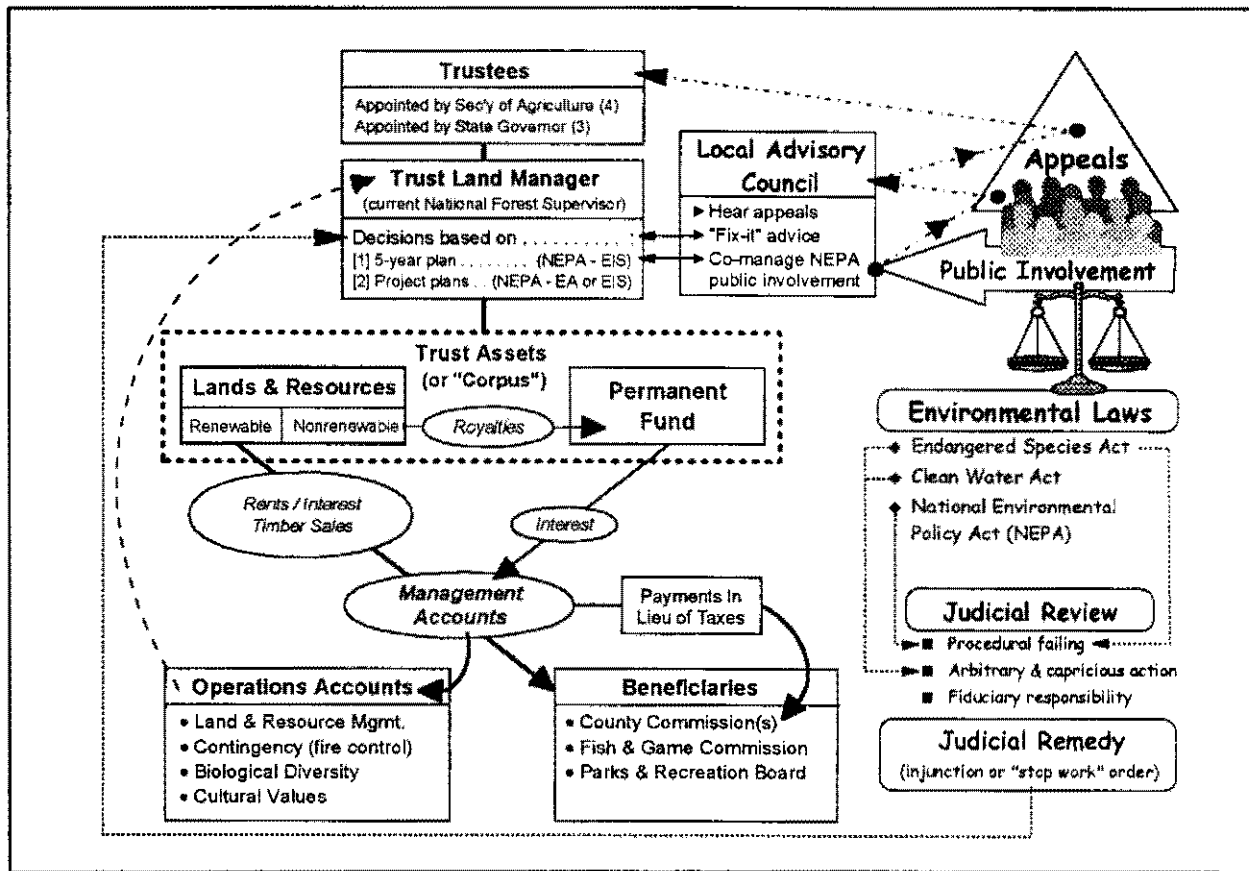 Trustees
Appointed by Sec'y of Agriculture (4)
Appointed by State Governor (3)
Trust Land Manager
(current National Forest Supervisor)
Decisions based on . . . . . . . . . . :
[1] 5-year plan . . . . . . . . (NEPA - EIS)
[2] Project plans . . (NEPA - EA or EIS)
Local Advisory
Council
Hear appeals
"Fix-it" advice
Co-manage NEPA
public involvement
Appeals
Public Involvement
Trust Assets
(or "Corpus")
Lands & Resources
Renewable
Nonrenewable
Royalties
Permanent
Fund
Rents / Interest
Timber Sales
Interest
Management
Accounts
Payments In
Lieu of Taxes
Operations Accounts
• Land & Resource Mgmt.
• Contingency (fire control)
• Biological Diversity
• Cultural Values
Beneficiaries
• County Commission(s)
• Fish & Game Commission
• Parks & Recreation Board
Environmental Laws
Endangered Species Act
Clean Water Act
National Environmental
Policy Act (NEPA)
Judicial Review
Procedural failing
Arbitrary & capricious action
Fiduciary responsibility
Judicial Remedy
(injunction or "stop work" order)